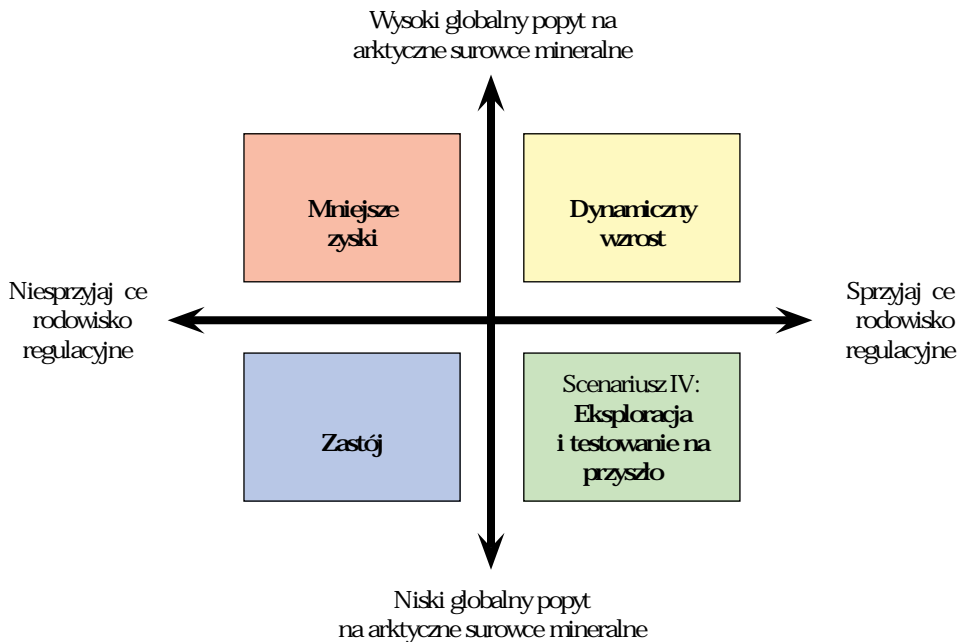 Wysoki globalny popyt na
arktyczne surowce mineralne
Mniejsze
zyski
Dynamiczny
wzrost
Niesprzyjaj ce
rodowisko
regulacyjne
Sprzyjaj ce
rodowisko
regulacyjne
Zastój
Scenariusz IV:
Eksploracja
i testowanie na
przyszło
Niski globalny popyt
na arktyczne surowce mineralne